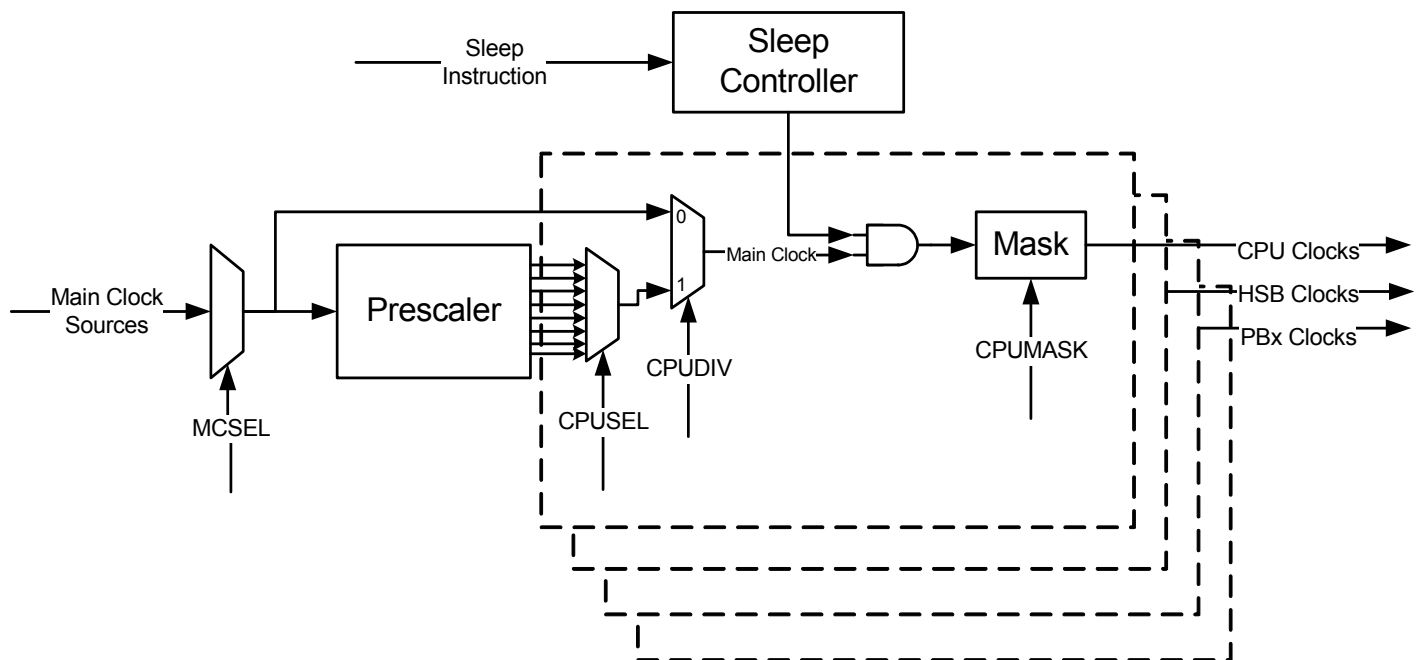 Sleep
Instruction
Sleep
Controller
0
Main Clock
Mask
CPU Clocks
1
Main Clock
Sources
Prescaler
HSB Clocks
PBx Clocks
CPUDIV
CPUMASK
MCSEL
CPUSEL